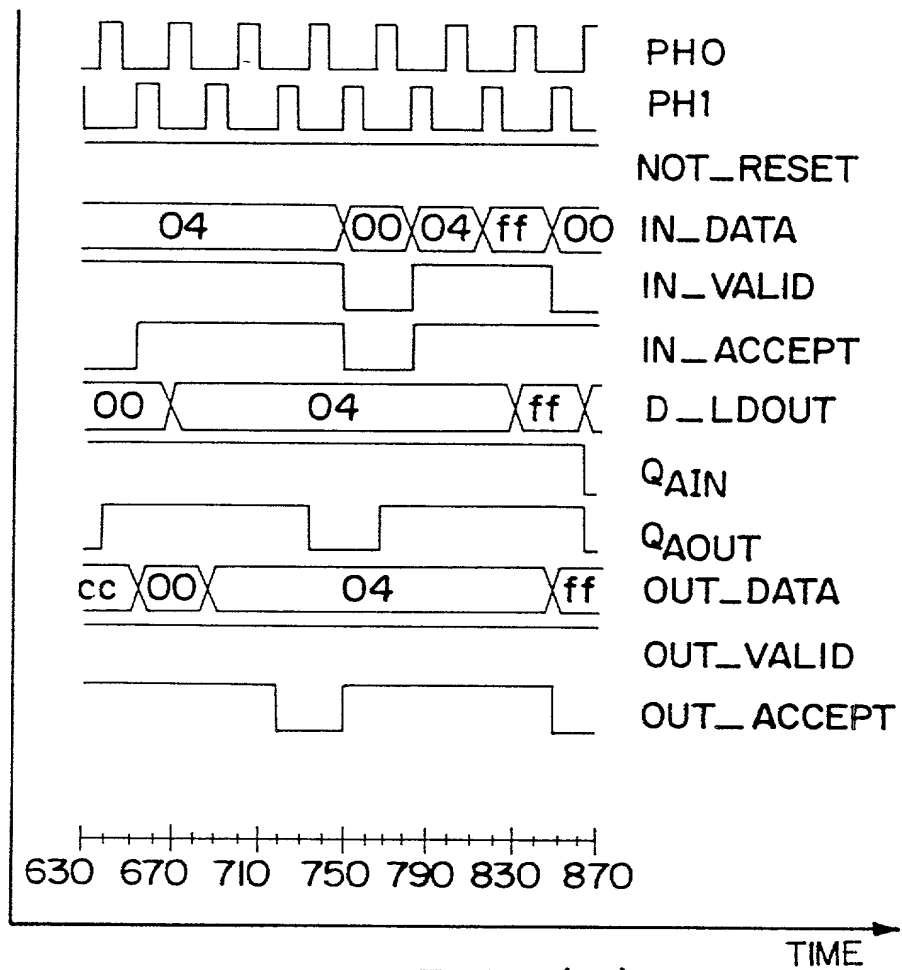 PH0
PH1
NOT_RESET
04 00 04 ff 00 IN_DATA
IN_VALID
IN_ACCEPT
00 04 ff D_LDOUT
QAIN
QAOUT
cc 00 04 ff OUT_DATA
OUT_VALID
OUT_ACCEPT
630 670 710 750 790 830 870
TIME